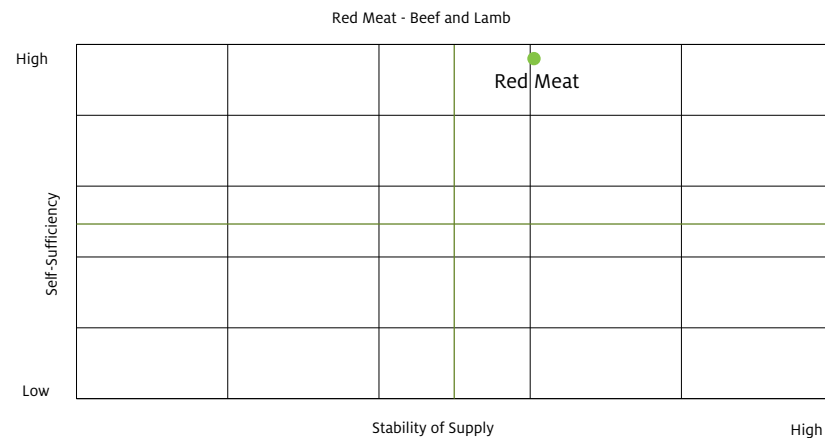 Red Meat - Beef and Lamb
High
Red Meat
Self-Sufficiency
Low
Stability of Supply
High